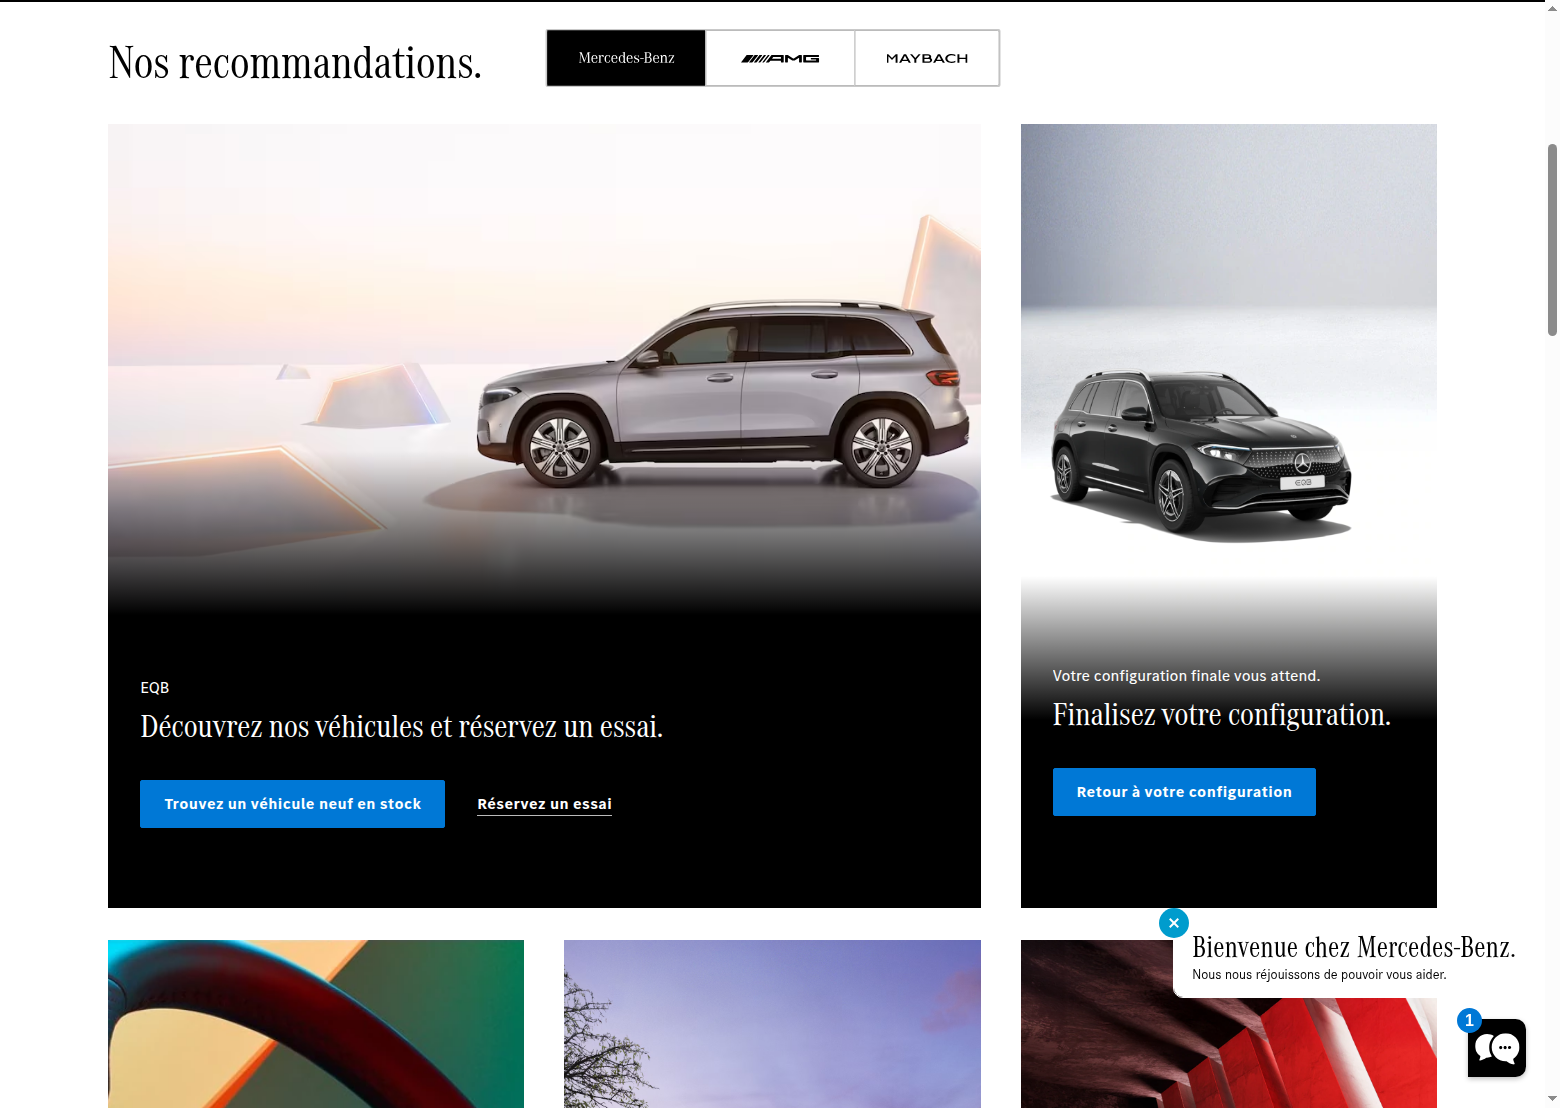 Nos recommandations.
Mercedes-Benz
AMG
MAYBACH
EQB
Découvrez nos véhicules et réservez un essai.
Trouvez un véhicule neuf en stock
Réservez un essai
EQB
Votre configuration finale vous attend.
Finalisez votre configuration.
Retour à votre configuration
Bienvenue chez Mercedes-Benz.
Nous nous réjouissons de pouvoir vous aider.
1